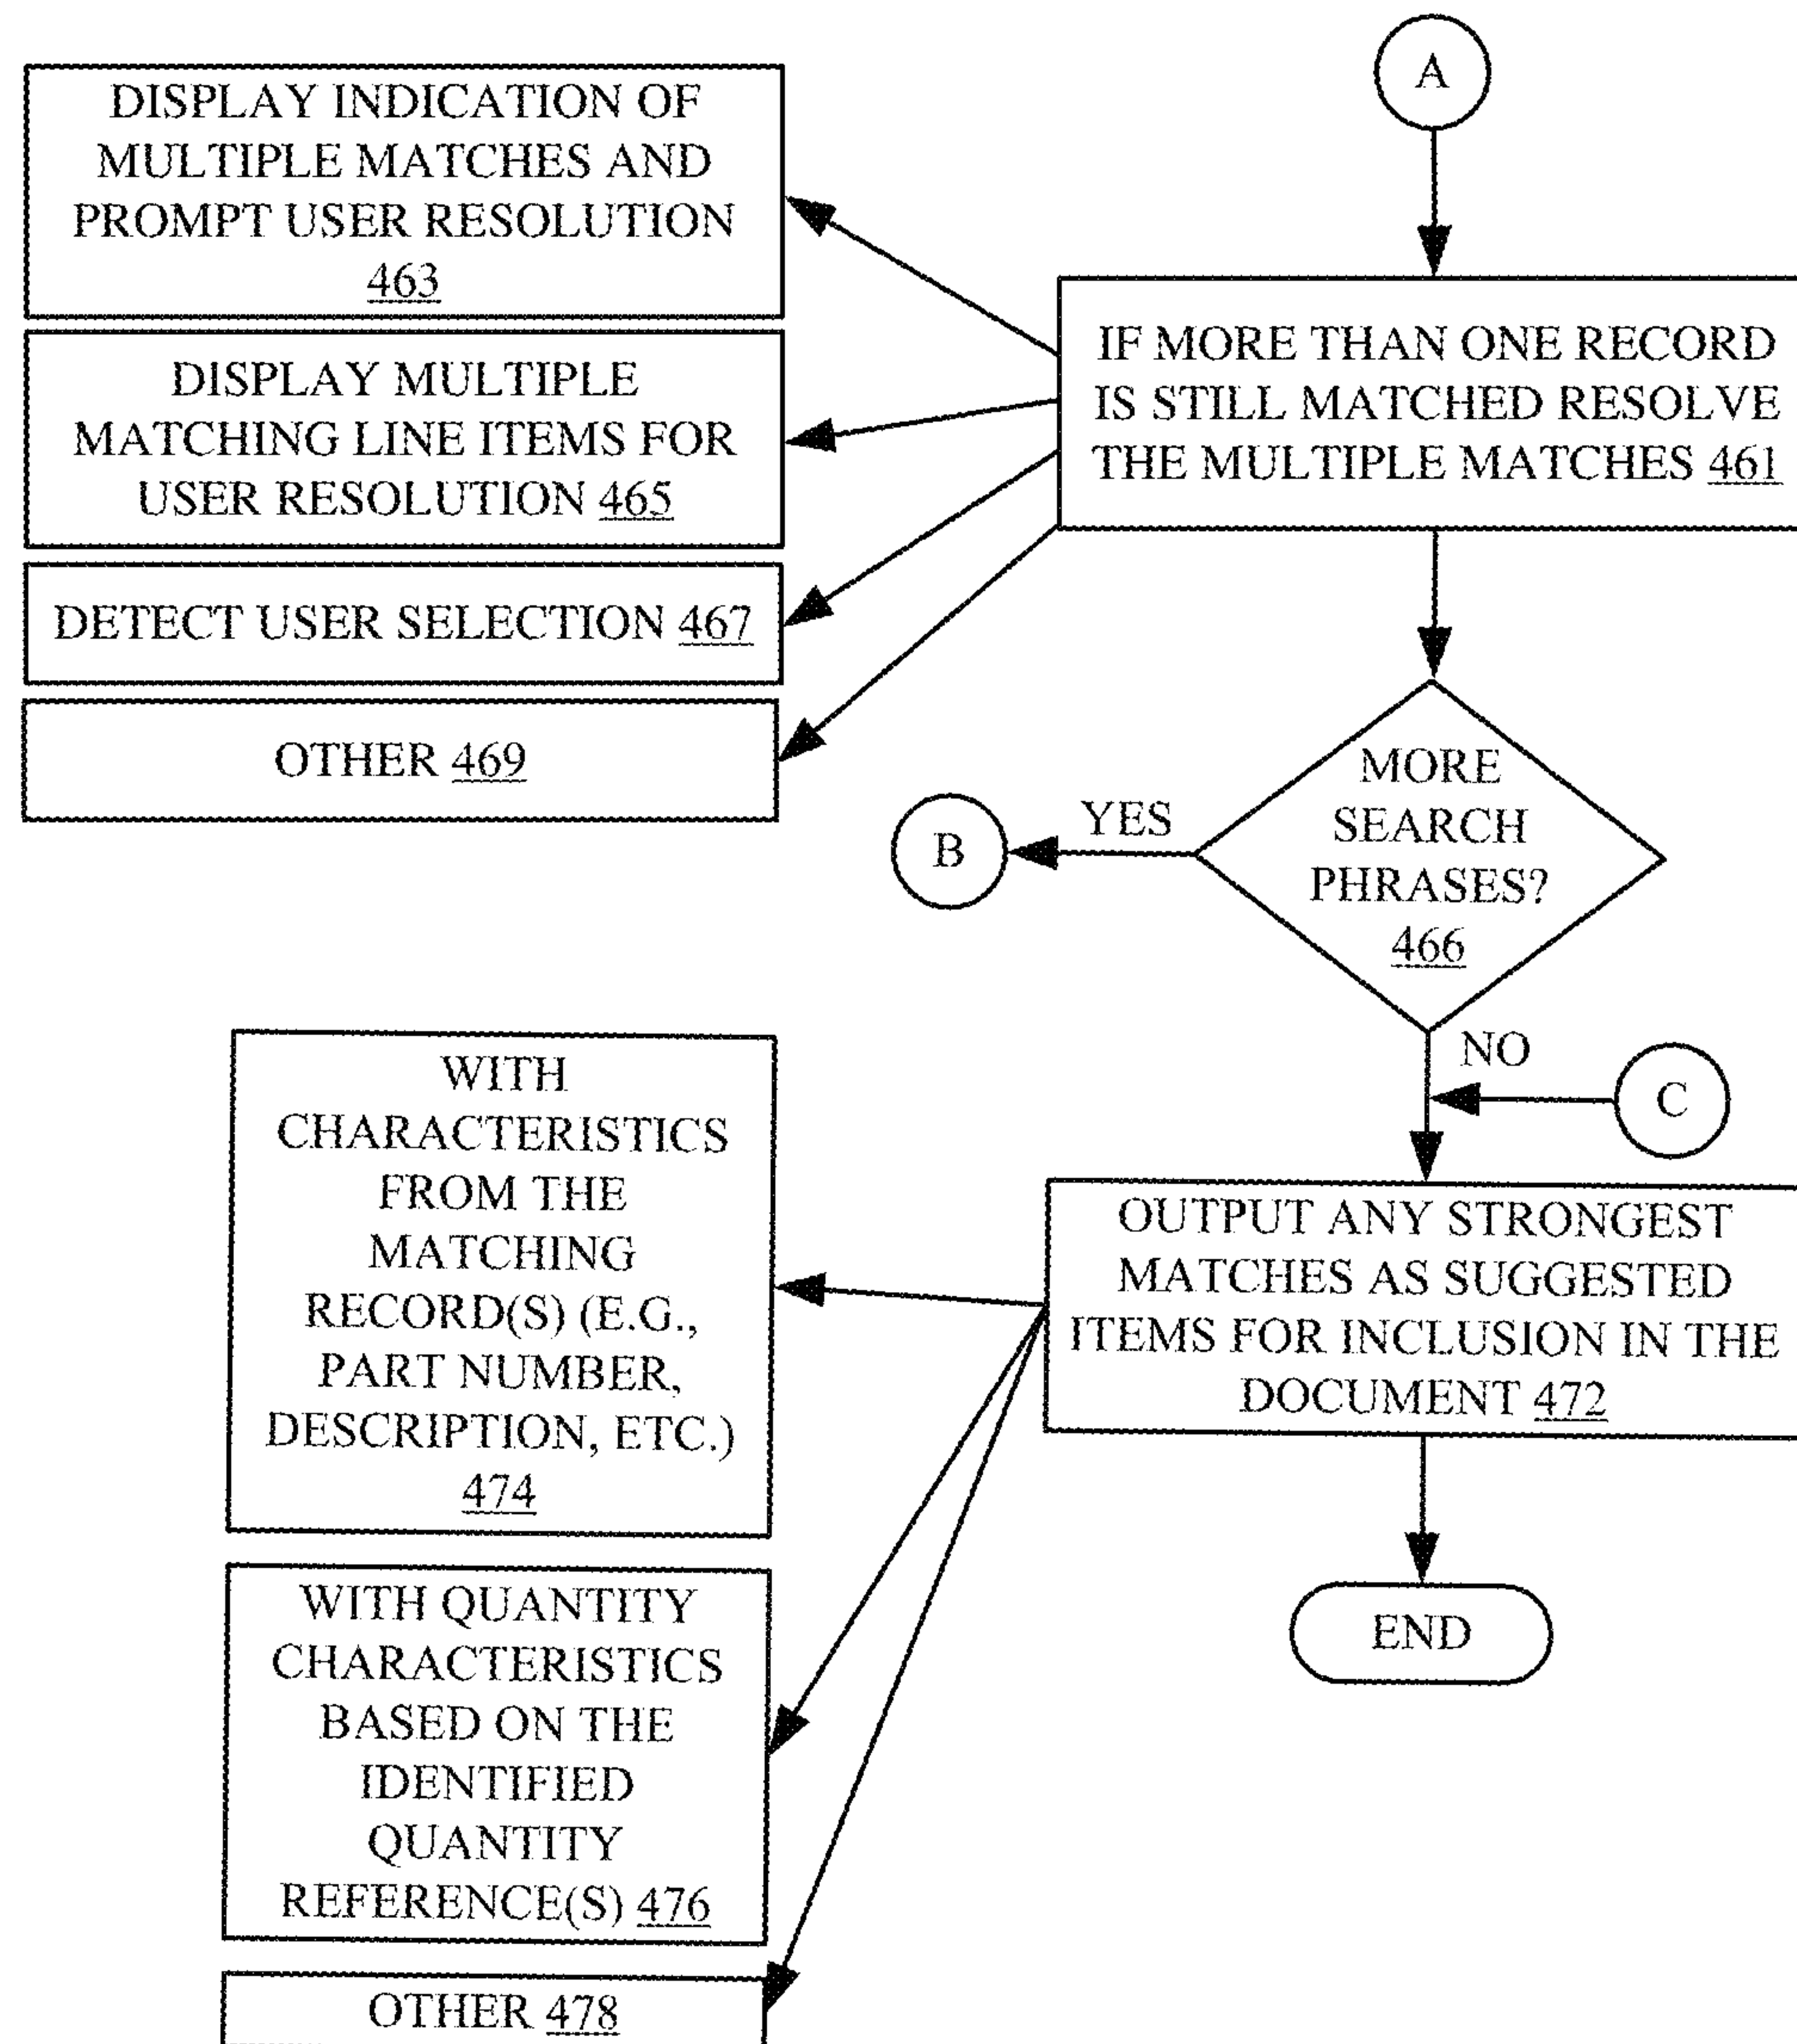 A
DISPLAY INDICATION OF
MULTIPLE MATCHES AND
PROMPT USER RESOLUTION
463
DISPLAY MULTIPLE
MATCHING LINE ITEMS FOR
USER RESOLUTION 465
DETECT USER SELECTION 467
OTHER 469
IF MORE THAN ONE RECORD
IS STILL MATCHED RESOLVE
THE MULTIPLE MATCHES 461
MORE
SEARCH
PHRASES?
466
YES
B
NO
C
WITH
CHARACTERISTICS
FROM THE
MATCHING
RECORD(S) (E.G.,
PART NUMBER,
DESCRIPTION, ETC.)
474
OUTPUT ANY STRONGEST
MATCHES AS SUGGESTED
ITEMS FOR INCLUSION IN THE
DOCUMENT 472
WITH QUANTITY
CHARACTERISTICS
BASED ON THE
IDENTIFIED
QUANTITY
REFERENCE(S) 476
OTHER 478
END